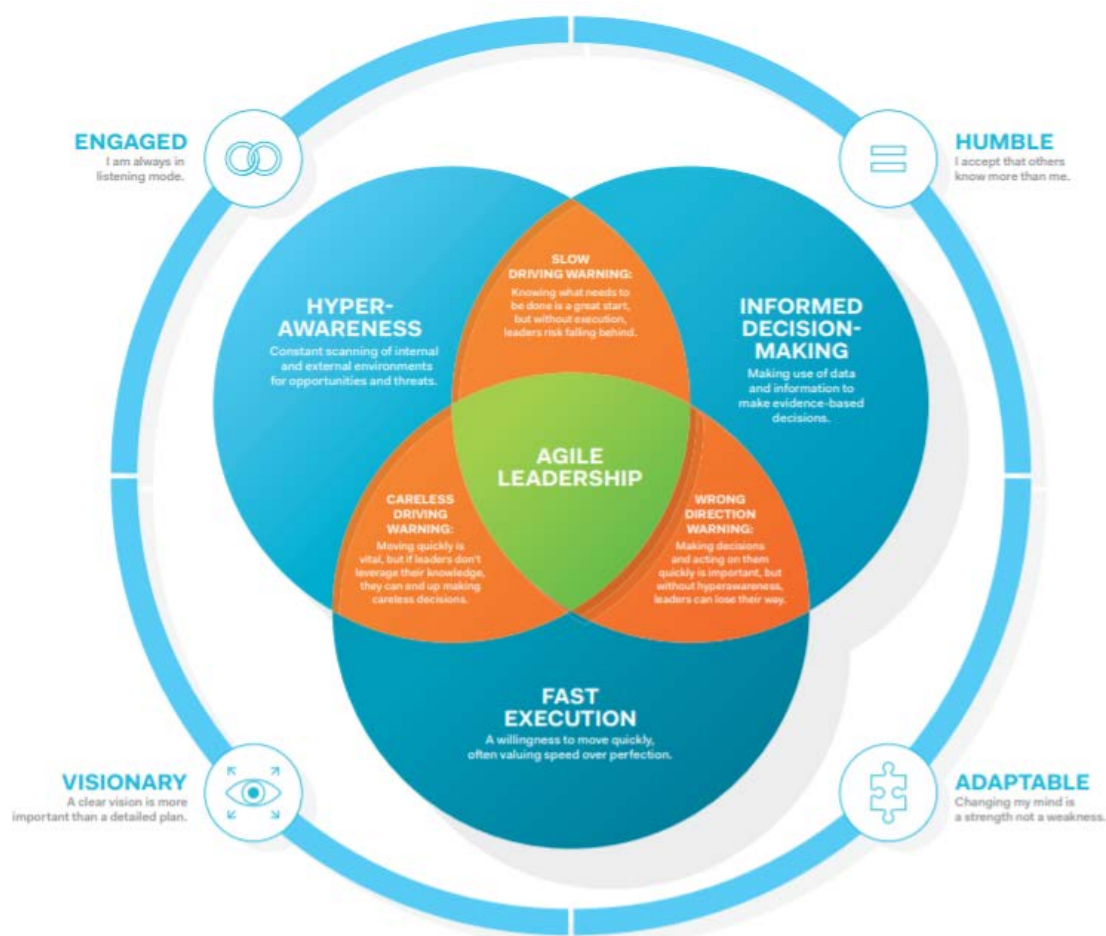 ENGAGED
I am always in
listening mode.
HUMBLE
I accept that others
know more than me.
SLOW
DRIVING WARNING:
Knowing what needs to
be done is a great start,
but without execution,
leaders risk falling behind.
HYPER-
AWARENESS
Constant scanning of internal
and external environments
for opportunities and threats.
INFORMED
DECISION-
MAKING
Making use of data
and information to
make evidence-based
decisions.
AGILE
LEADERSHIP
CARELESS
DRIVING
WARNING:
Moving quickly is
vital, but if leaders don't
leverage their knowledge,
they can end up making
careless decisions.
WRONG
DIRECTION
WARNING:
Making decisions
and acting on them
quickly is important, but
without hyperawareness,
leaders can lose their way.
FAST
EXECUTION
A willingness to move quickly,
often valuing speed over perfection.
VISIONARY
A clear vision is more
important than a detailed plan.
ADAPTABLE
Changing my mind is
a strength not a weakness.